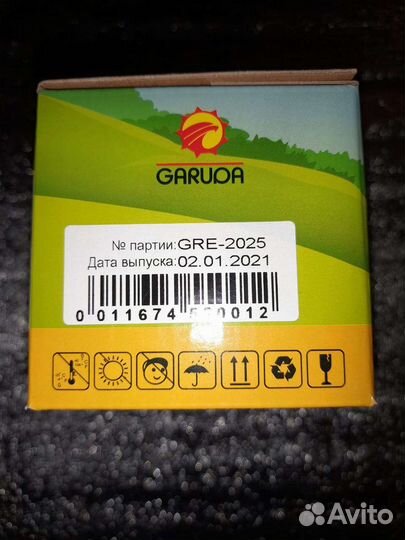 GARUDA
№ партии:GRE-2025
Дата выпуска:02.01.2021
Avito